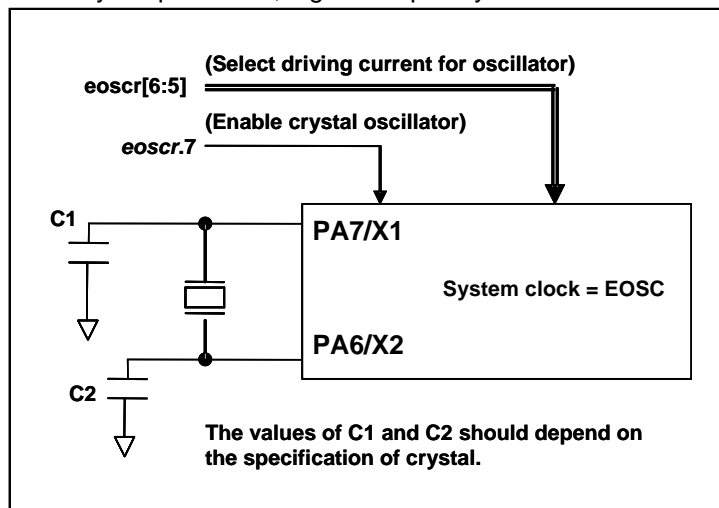 (Select driving current for oscillator)
eoscr[6:5]
(Enable crystal oscillator)
eoscr.7
C1
PA7/X1
System clock = EOSC
PA6/X2
C2
The values of C1 and C2 should depend on
the specification of crystal.